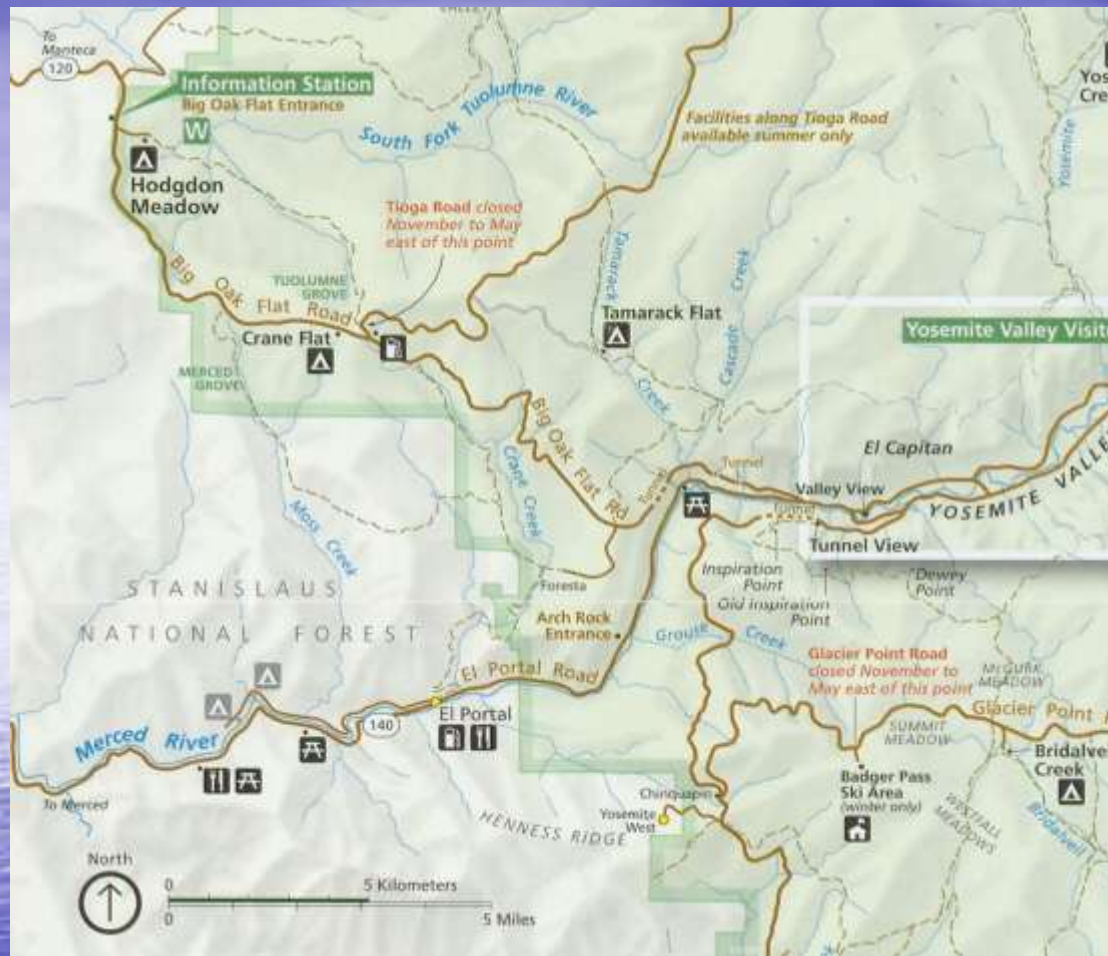 To
Manteca
120
Information Station
Big Oak Flat Entrance
W
Hodgdon
Meadow
South Fork Tuolumne River
Facilities along Tioga Road
available summer only
Yosemite
Tioga Road closed
November to May
east of this point
TUOLUMNE
GROVE
Big Oak Flat Road
Crane Flat
MERCED
GROVE
Tamarack
Creek
Tamarack Flat
Cascade Creek
Yosemite Valley
Big Oak Flat Rd
Tunnel
Tunnel
El Capitan
Valley View
YOSEMITE
Tunnel
Tunnel View
Crane Creek
Moss Creek
STANISLAUS
NATIONAL FOREST
Foresta
Inspiration
Point
Old Inspiration
Point
Dewey
Point
Arch Rock
Entrance
Grouse Creek
Glacier Point Road
closed November to
May east of this point
McGURK
MEADOW
El Portal Road
Glacier Point
SUMMIT
MEADOW
El Portal
140
Merced River
To Merced
Badger Pass
Ski Area
(winter only)
Creek
Chinquapin
Yosemite
West
HENNESS RIDGE
WESTFALL
MEADOWS
Bridalveil
North
0 5 Kilometers
0 5 Miles